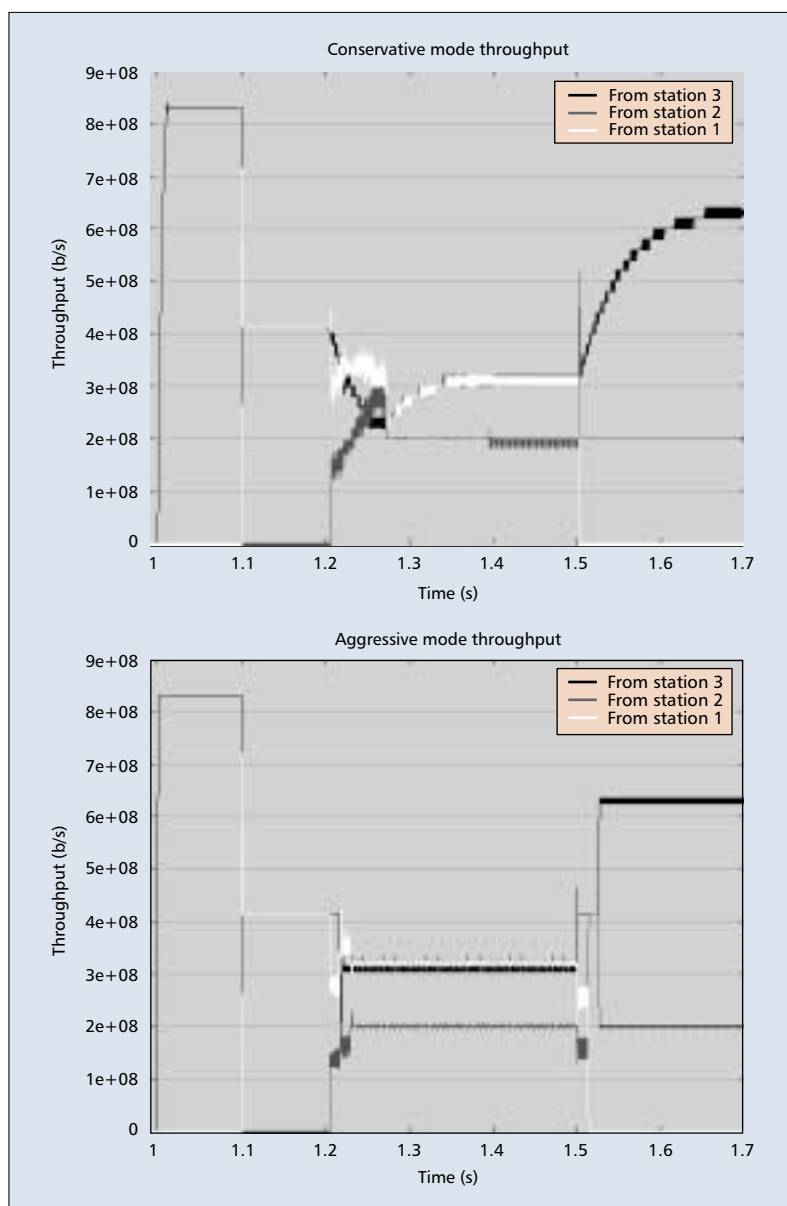 Conservative mode throughput
9e+08
8e+08
7e+08
6e+08
5e+08
4e+08
3e+08
2e+08
1e+08
0
Throughput (b/s)
From station 3
From station 2
From station 1
1 1.1 1.2 1.3 1.4 1.5 1.6 1.7
Time (s)
Aggressive mode throughput
9e+08
8e+08
7e+08
6e+08
5e+08
4e+08
3e+08
2e+08
1e+08
0
Throughput (b/s)
From station 3
From station 2
From station 1
1 1.1 1.2 1.3 1.4 1.5 1.6 1.7
Time (s)